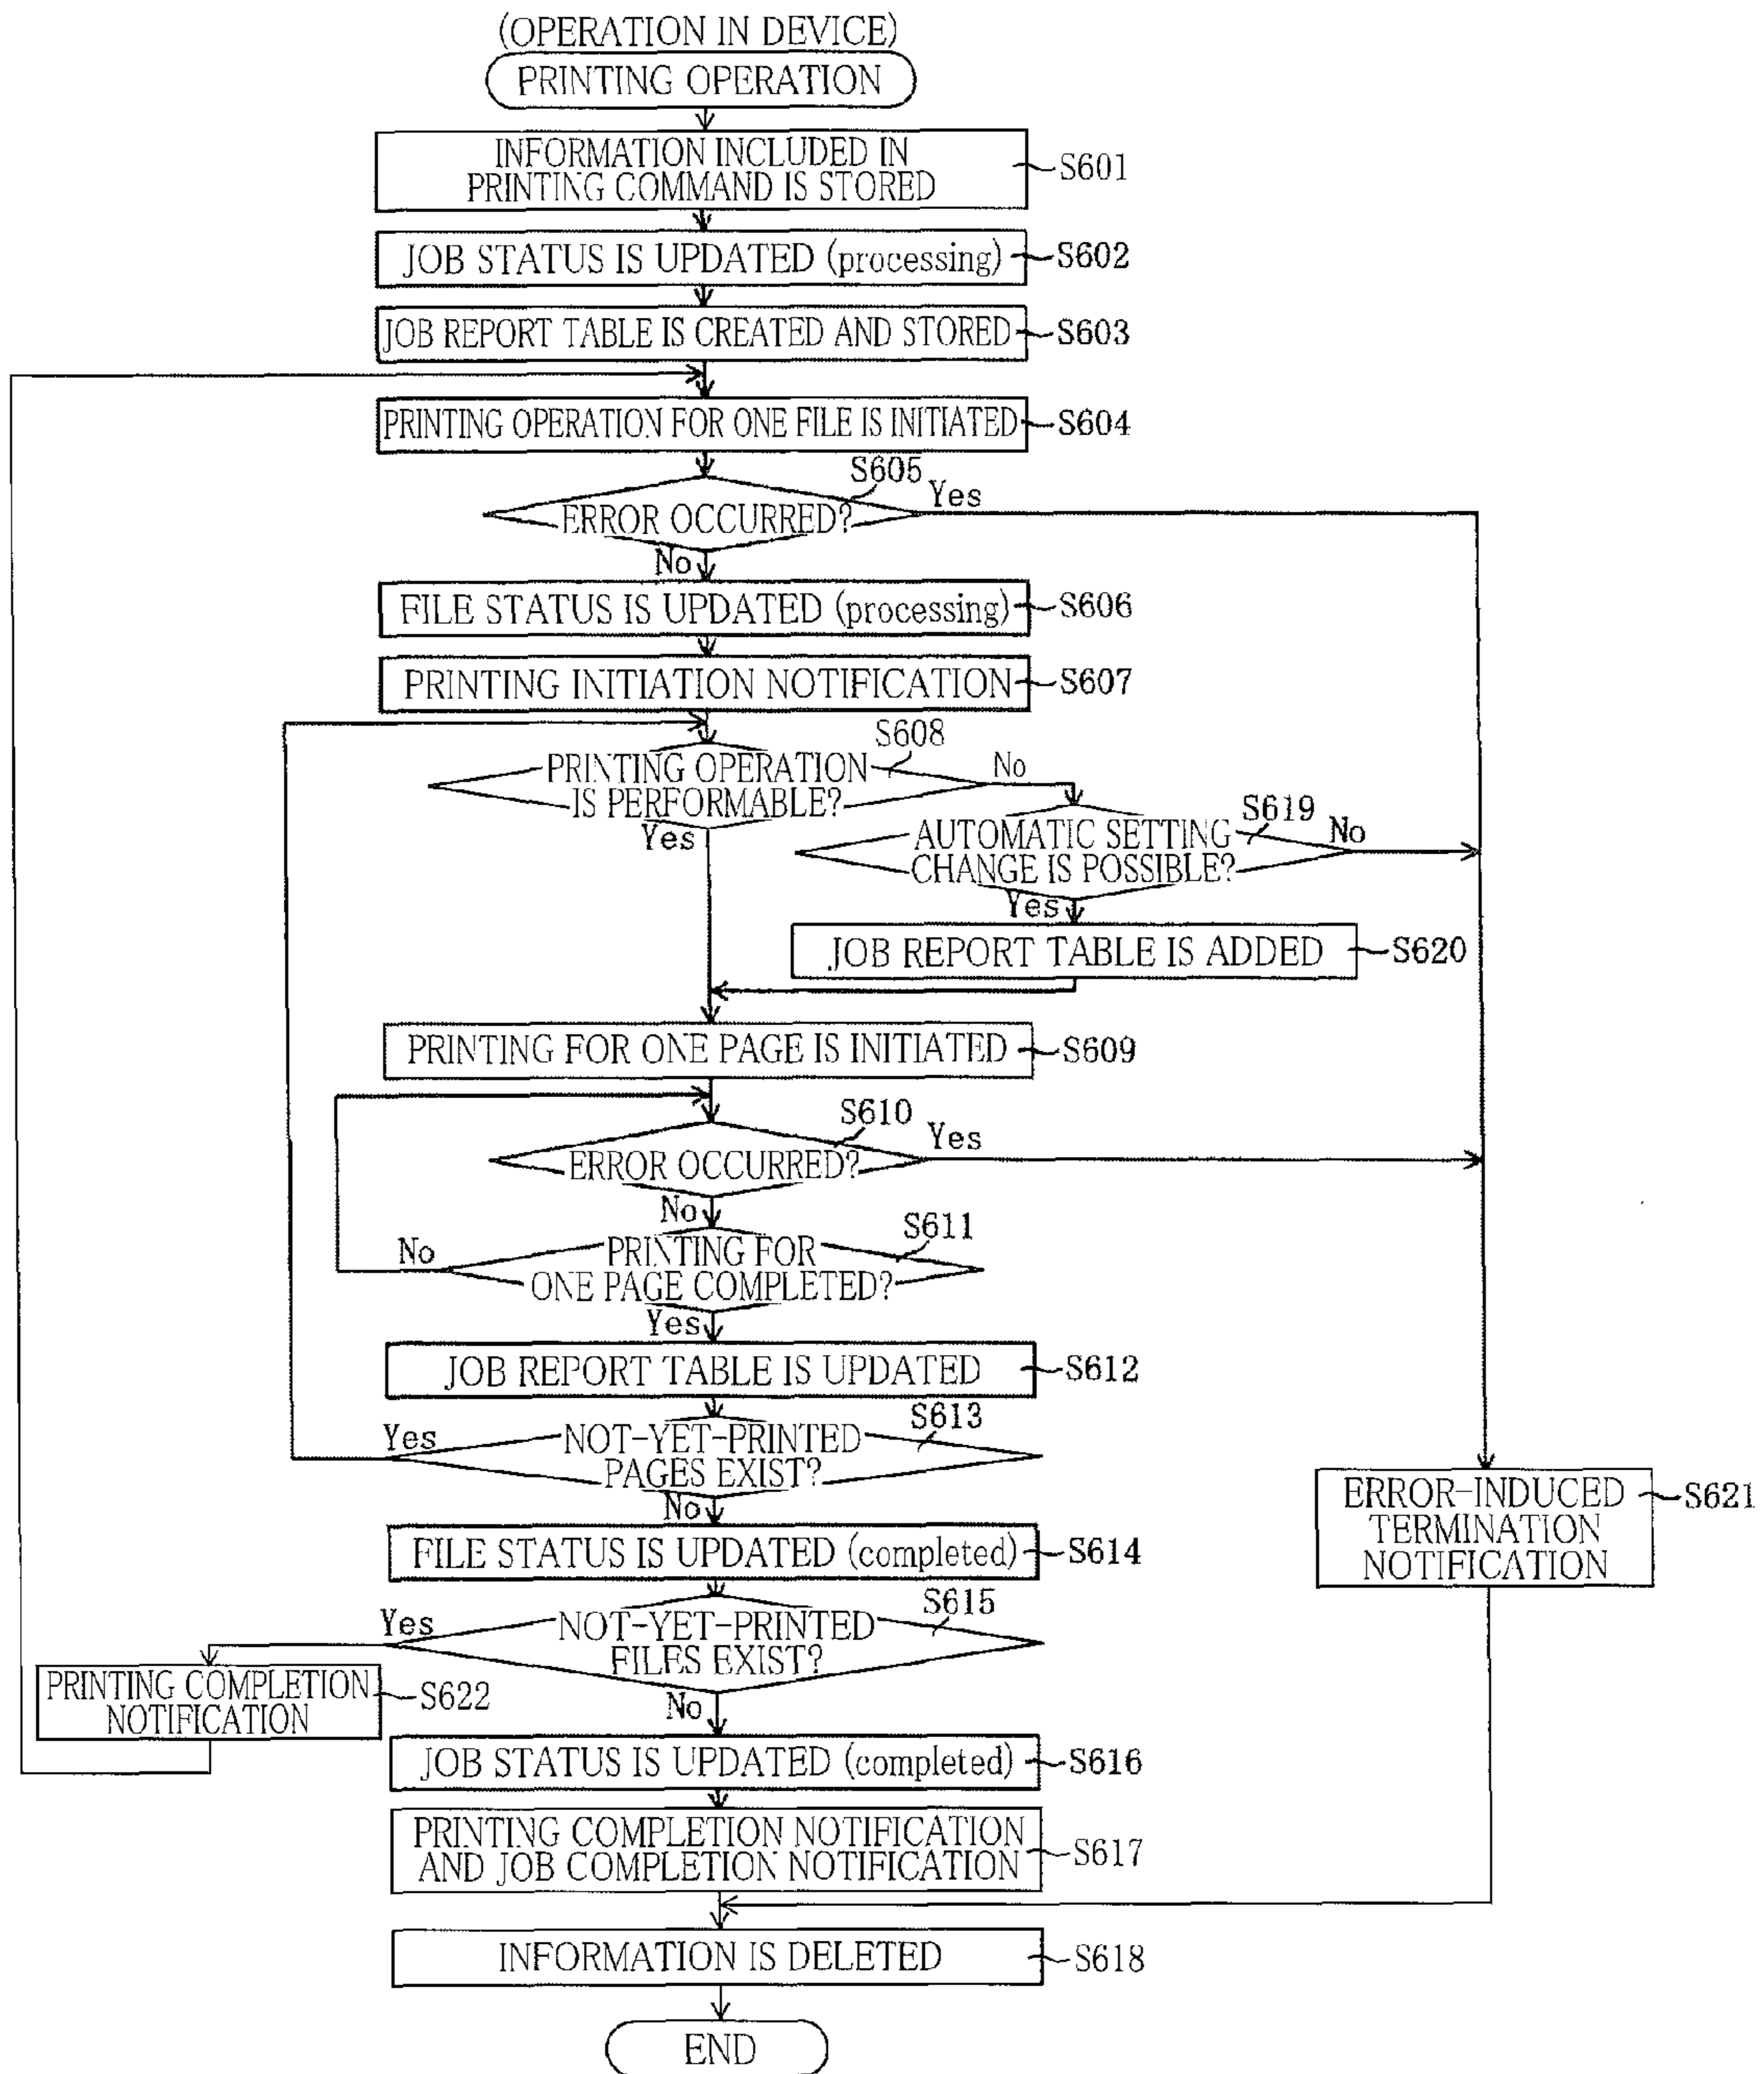 (OPERATION IN DEVICE)
PRINTING OPERATION
INFORMATION INCLUDED IN
PRINTING COMMAND IS STORED
S601
JOB STATUS IS UPDATED (processing)
S602
JOB REPORT TABLE IS CREATED AND STORED
S603
PRINTING OPERATION FOR ONE FILE IS INITIATED
S604
S605
ERROR OCCURRED?
Yes
No
FILE STATUS IS UPDATED (processing)
S606
PRINTING INITIATION NOTIFICATION
S607
S608
PRINTING OPERATION
IS PERFORMABLE?
No
Yes
S619
AUTOMATIC SETTING
CHANGE IS POSSIBLE?
No
Yes
JOB REPORT TABLE IS ADDED
S620
PRINTING FOR ONE PAGE IS INITIATED
S609
S610
ERROR OCCURRED?
Yes
No
S611
PRINTING FOR
ONE PAGE COMPLETED?
No
Yes
JOB REPORT TABLE IS UPDATED
S612
S613
NOT-YET-PRINTED
PAGES EXIST?
Yes
No
ERROR-INDUCED
TERMINATION
NOTIFICATION
S621
FILE STATUS IS UPDATED (completed)
S614
S615
NOT-YET-PRINTED
FILES EXIST?
Yes
No
PRINTING COMPLETION
NOTIFICATION
S622
JOB STATUS IS UPDATED (completed)
S616
PRINTING COMPLETION NOTIFICATION
AND JOB COMPLETION NOTIFICATION
S617
INFORMATION IS DELETED
S618
END